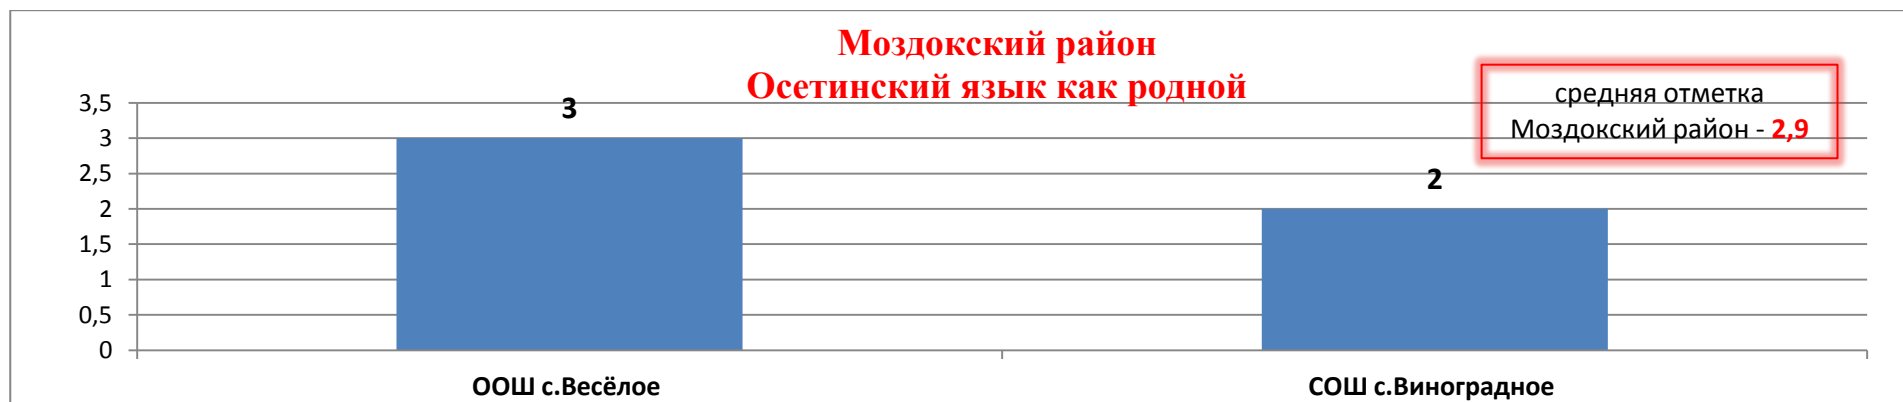 Моздокский район
Осетинский язык как родной
средняя отметка
Моздокский район - 2,9
3,5
3
2,5
2
1,5
1
0,5
0
3
2
ООШ с.Весёлое
СОШ с.Виноградное